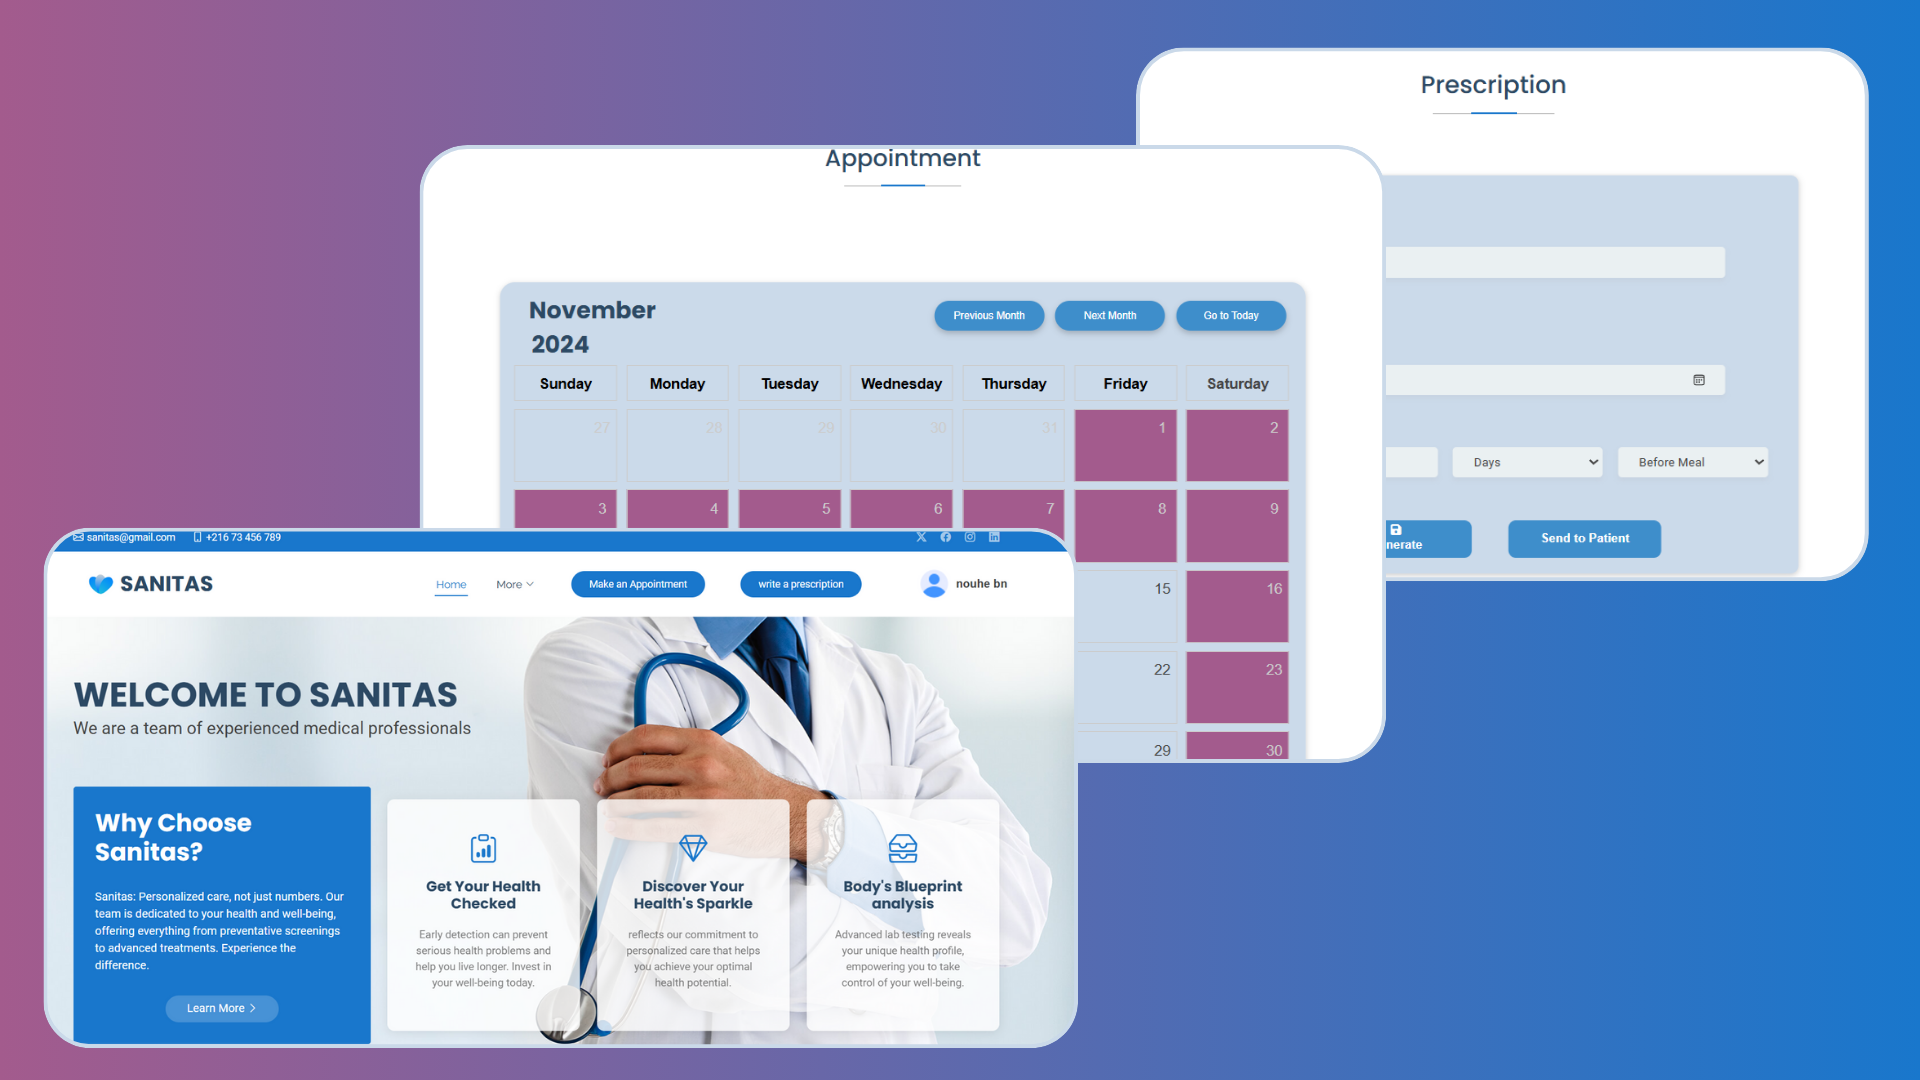 Prescription
Days
Before Meal
nerate
Send to Patient
Appointment
November
2024
Previous Month
Next Month
Go to Today
Sunday Monday Tuesday Wednesday Thursday Friday Saturday
27 28 29 30 31 1 2
3 4 5 6 7 8 9
15 16
22 23
29 30
sanitas@gmail.com +216 73 456 789
SANITAS
Home
More
Make an Appointment
write a prescription
nouhe bn
WELCOME TO SANITAS
We are a team of experienced medical professionals
Why Choose
Sanitas?
Sanitas: Personalized care, not just numbers. Our
team is dedicated to your health and well-being,
offering everything from preventative screenings
to advanced treatments. Experience the
difference.
Learn More
Get Your Health
Checked
Early detection can prevent
serious health problems and
help you live longer. Invest in
your well-being today.
Discover Your
Health's Sparkle
reflects our commitment to
personalized care that helps
you achieve your optimal
health potential.
Body's Blueprint
analysis
Advanced lab testing reveals
your unique health profile,
empowering you to take
control of your well-being.